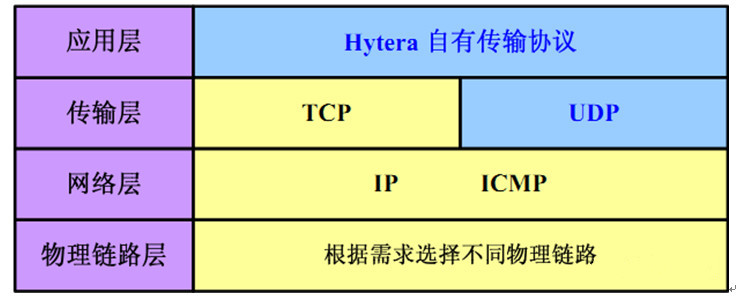 应用层 Hytera 自有传输协议
传输层 TCP UDP
网络层 IP ICMP
物理链路层 根据需求选择不同物理链路